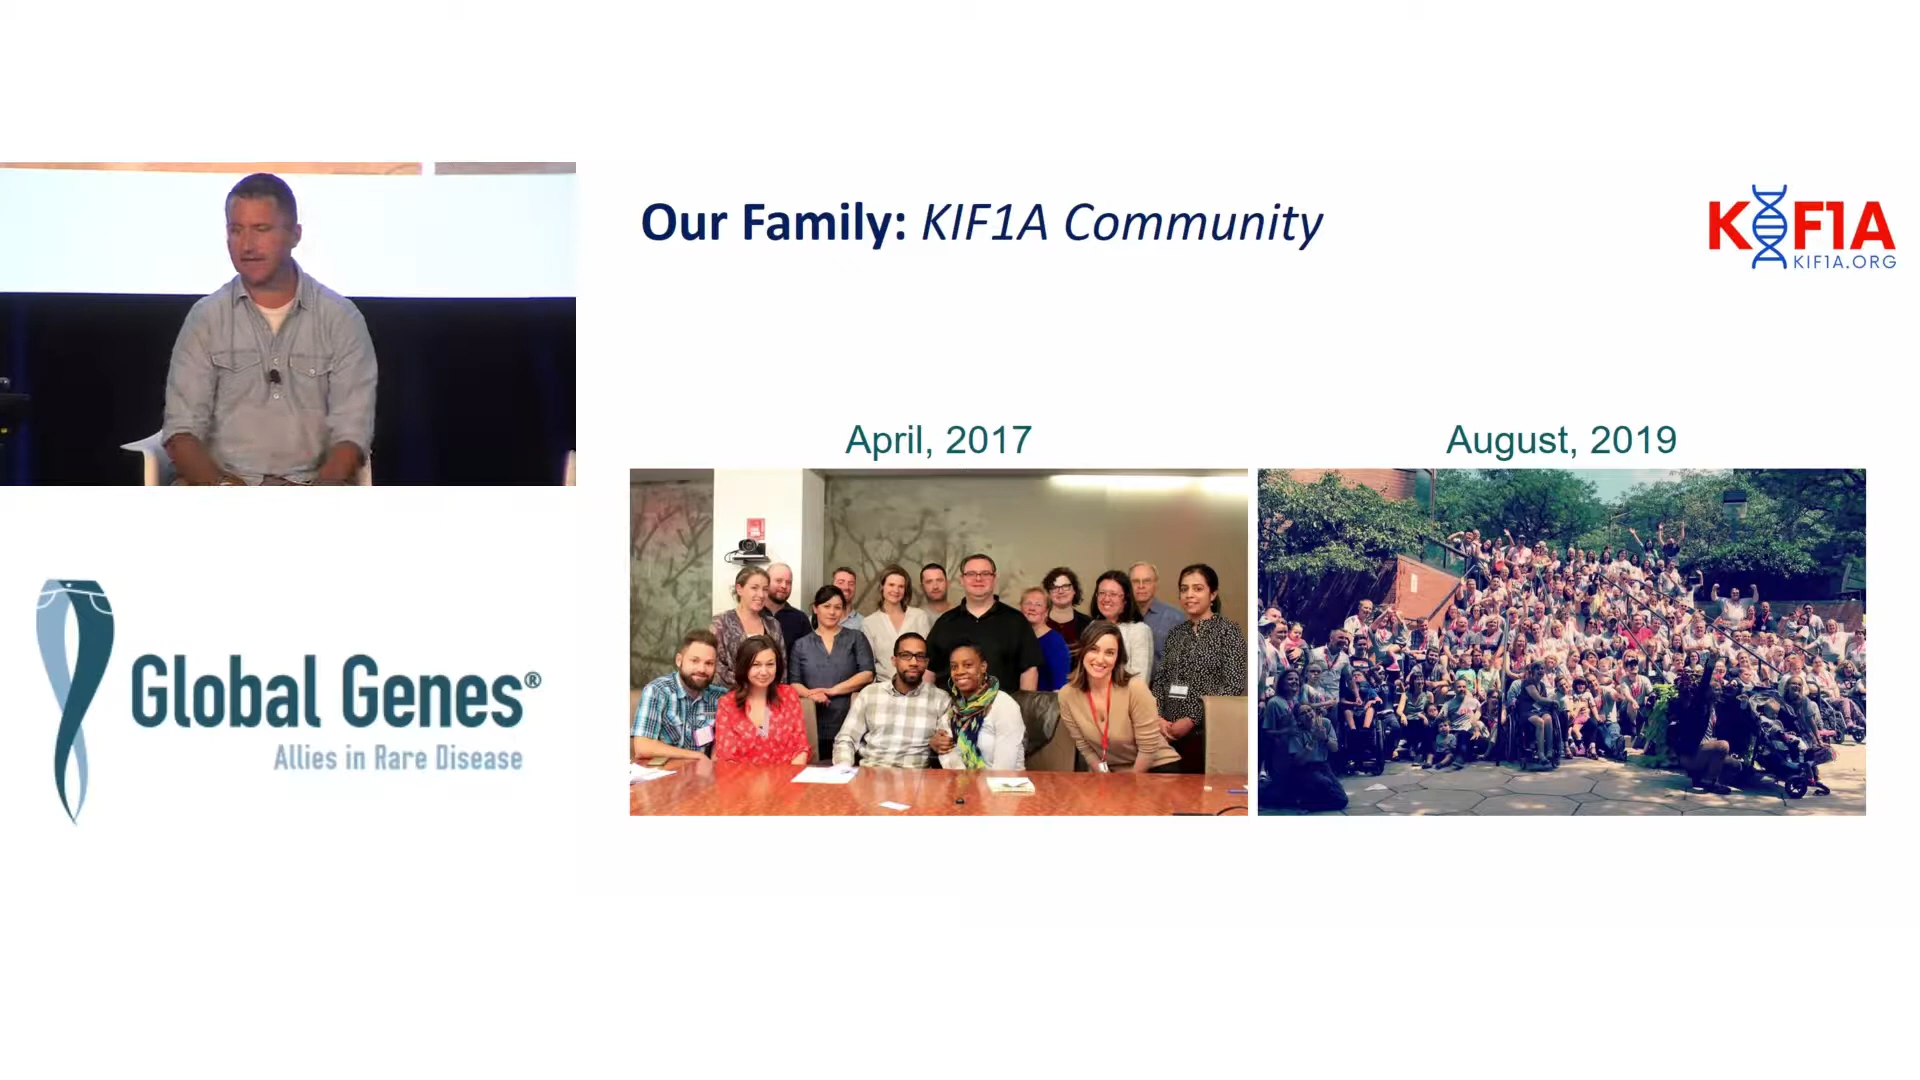 Our Family: KIF1A Community
KIF1A
KIF1A.ORG
April, 2017
August, 2019
Global Genes®
Allies in Rare Disease